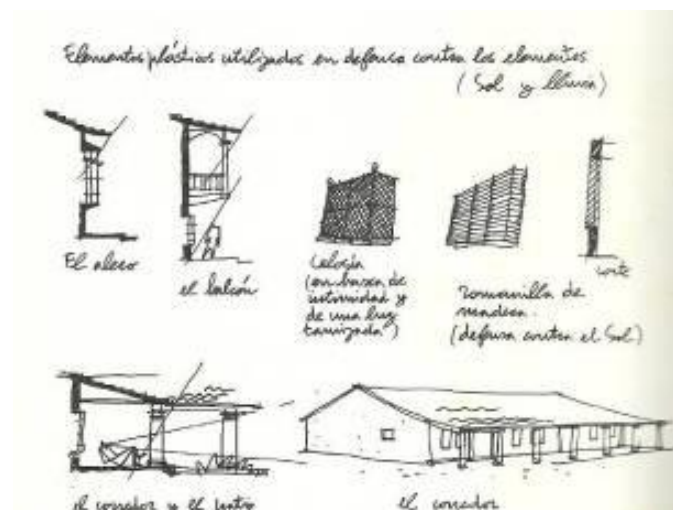 Elementos plásticos utilizados en defensa contra los elementos
(Sol y lluvia)
El alero
el balcón
Celosía
(en busca de
intimidad y
de una luz
tamizada")
romanilla de
madera.
(defensa contra el Sol)
corte
el corredor y el
el corredor